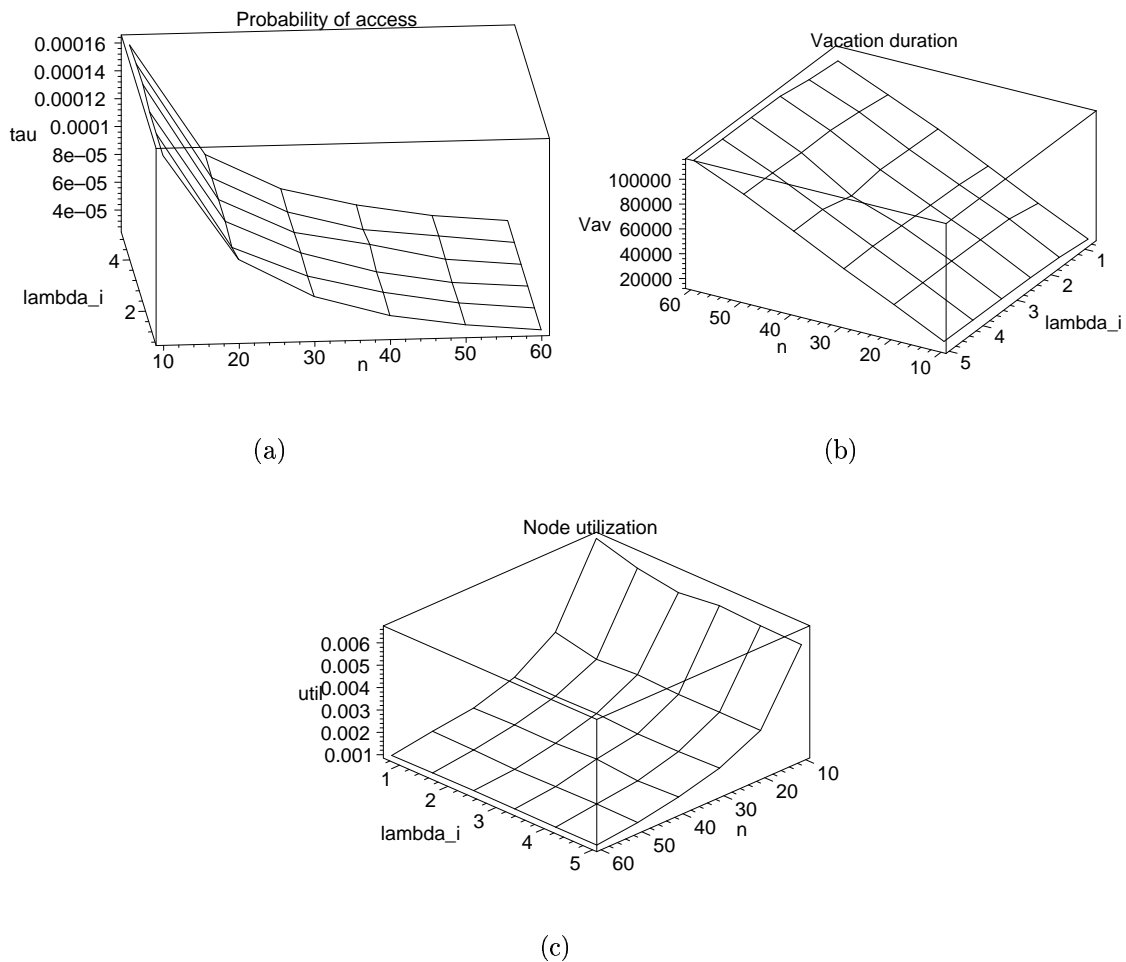 Probability of access
0.00016
0.00014
0.00012
0.0001
tau
8e–05
6e–05
4e–05
4
lambda_i
2
10 20 30 40 50 60
n
(a)
Vacation duration
100000
80000
Vav
60000
40000
20000
60 50 40 30 20 10
n
1
2
3
4
5
lambda_i
(b)
Node utilization
0.006
0.005
util
0.004
0.003
0.002
0.001
1
2
3
4
5
lambda_i
10
20
30
40
50
60
n
(c)